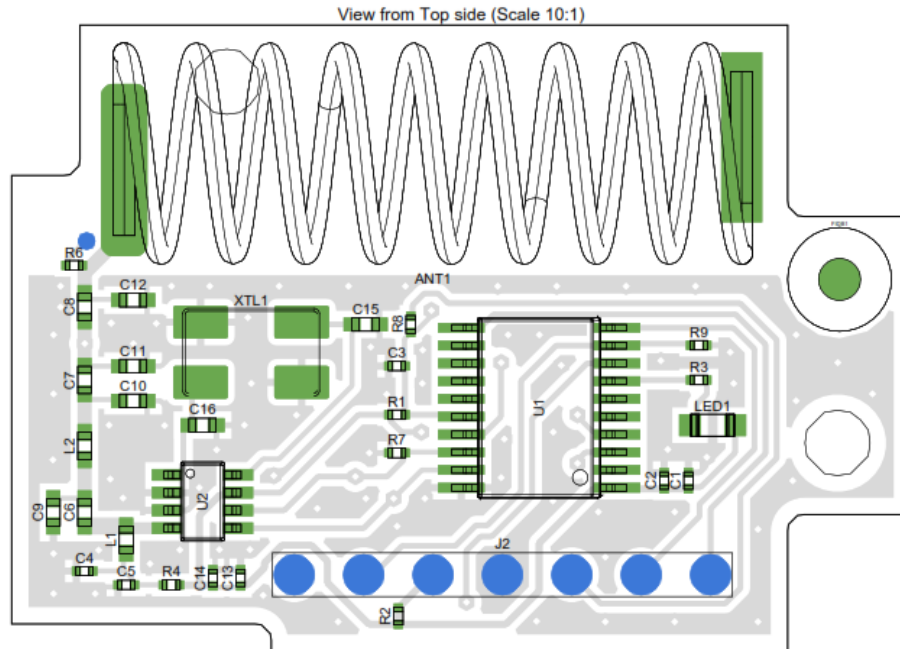 View from Top side (Scale 10:1)
R6
ANT1
C8
C12
XTL1
C15
R8
R9
C3
R3
C7
C11
C10
C16
R1
U1
LED1
L2
R7
C2
C1
U2
C9
C6
L1
J2
C4
C5
R4
C14
C13
R2